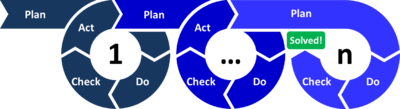 Plan
Plan
Plan
Act
Act
Solved!
1
...
n
Check
Do
Check
Do
Check
Do